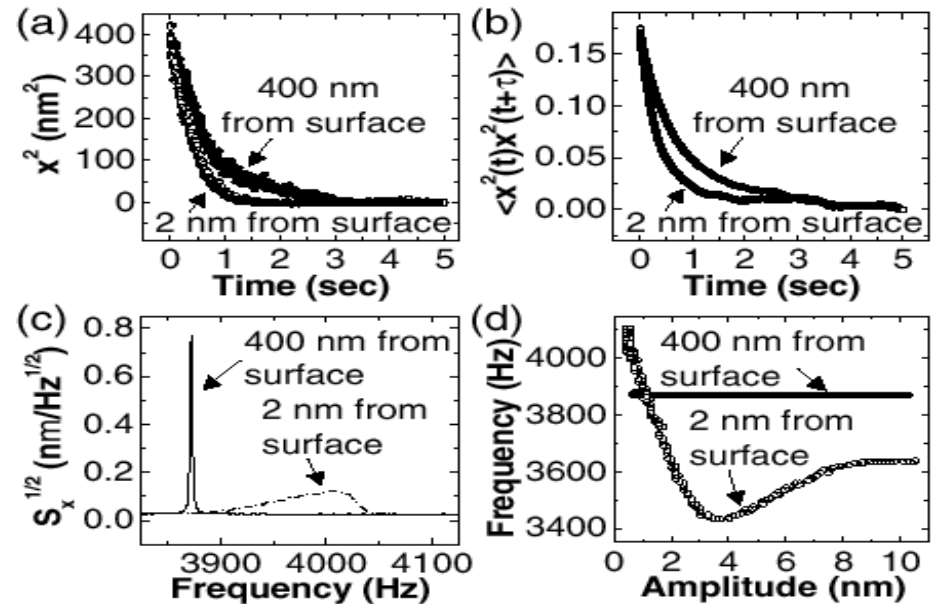 (a)
400
300
200
100
0
x² (nm²)
400 nm
from surface
2 nm from surface
0 1 2 3 4 5
Time (sec)
(b)
0.15
0.10
0.05
0.00
<x²(t)x²(t+τ)>
400 nm
from surface
2 nm from surface
0 1 2 3 4 5
Time (sec)
(c)
0.8
0.4
0.2
0.0
Sx^1/2 (nm/Hz^1/2)
400 nm from
surface
2 nm from
surface
3900 4000 4100
Frequency (Hz)
(d)
4000
3800
3600
3400
Frequency (Hz)
400 nm from
surface
2 nm from
surface
0 2 4 6 8 10
Amplitude (nm)